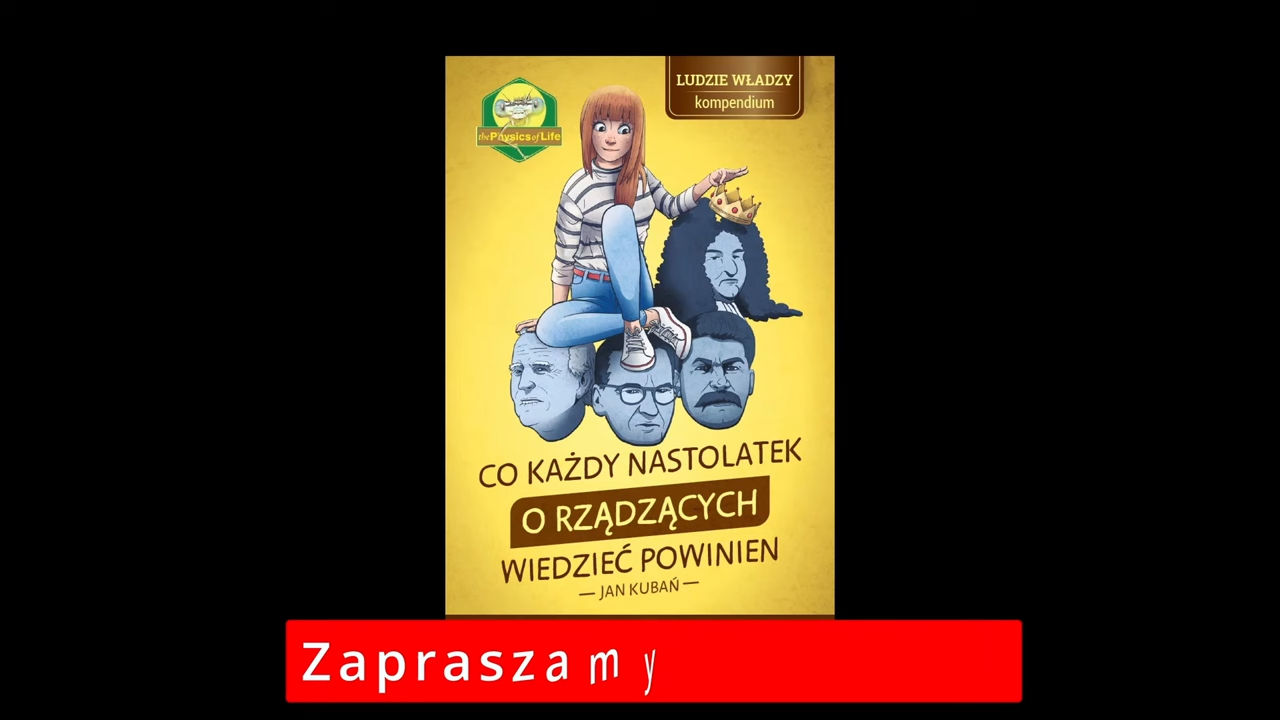 LUDZIE WŁADZY
kompendium
the Physics of Life
CO KAŻDY NASTOLATEK
O RZĄDZĄCYCH
WIEDZIEĆ POWINIEN
— JAN KUBAŃ —
Zapraszamy